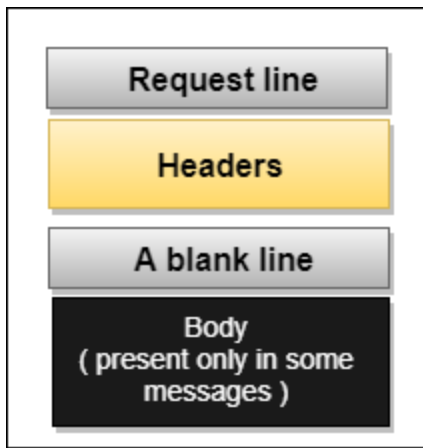 Request line
Headers
A blank line
Body
( present only in some
messages )